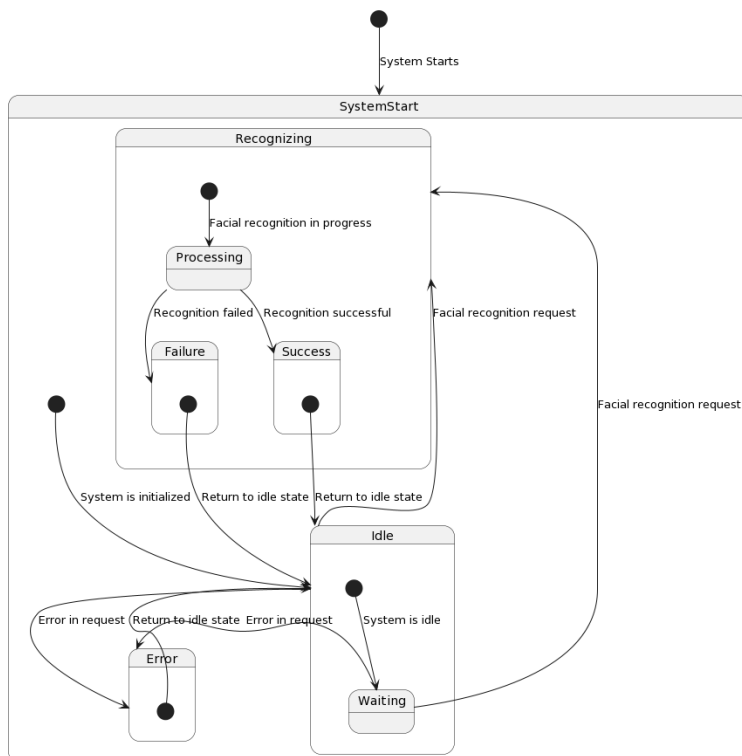 System Starts
SystemStart
Recognizing
Facial recognition in progress
Processing
Recognition failed
Recognition successful
Facial recognition request
Failure
Success
Facial recognition request
System is initialized
Return to idle state
Return to idle state
Idle
Error in request
Return to idle state
Error in request
System is idle
Error
Waiting